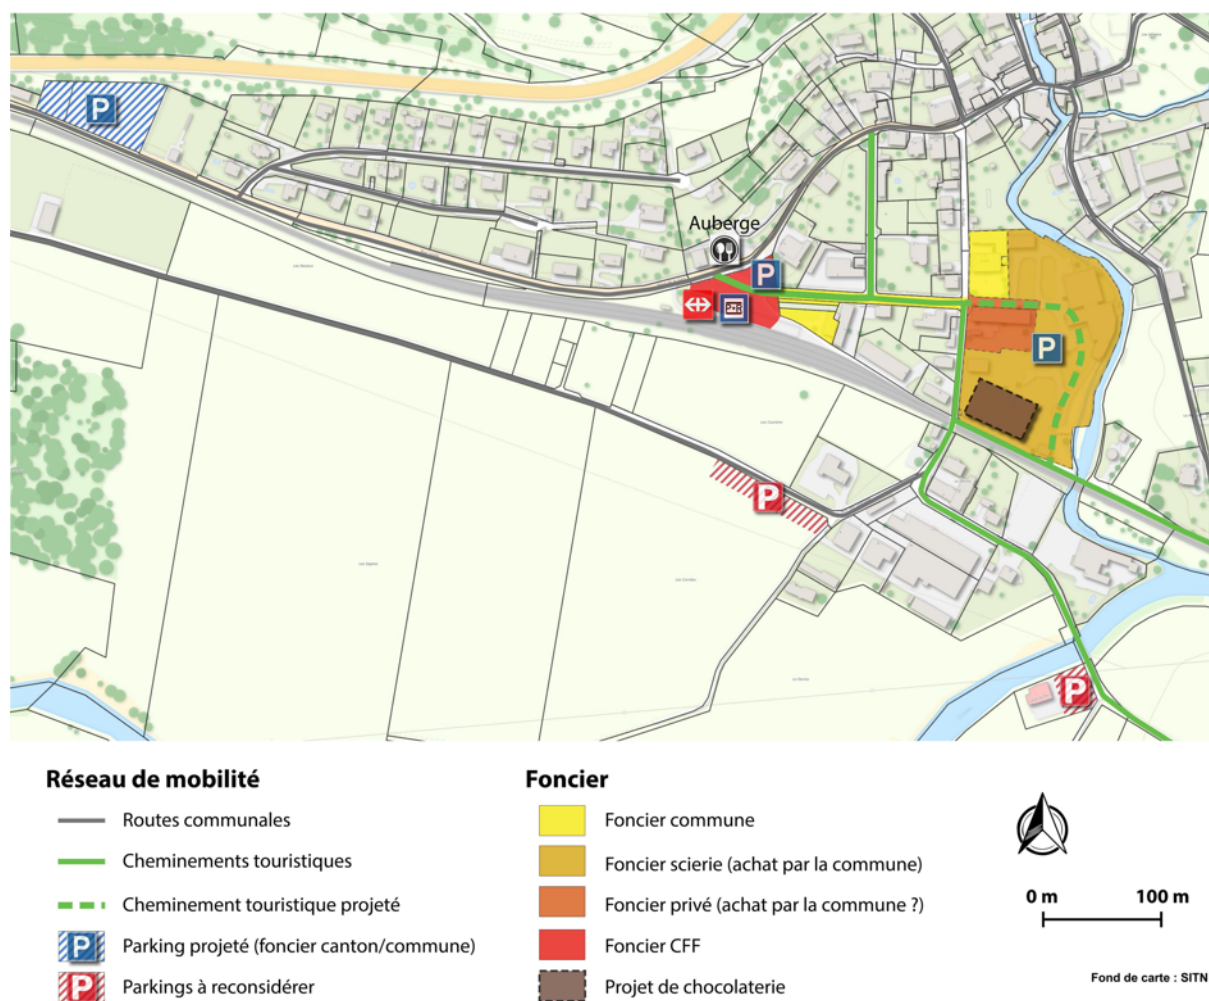 P
Auberge
P
P+R
P
P
P
Réseau de mobilité
Routes communales
Cheminements touristiques
Cheminement touristique projeté
P
Parking projeté (foncier canton/commune)
P
Parkings à reconsidérer
Foncier
Foncier commune
Foncier scierie (achat par la commune)
Foncier privé (achat par la commune ?)
Foncier CFF
Projet de chocolaterie
0 m
100 m
Fond de carte : SITN